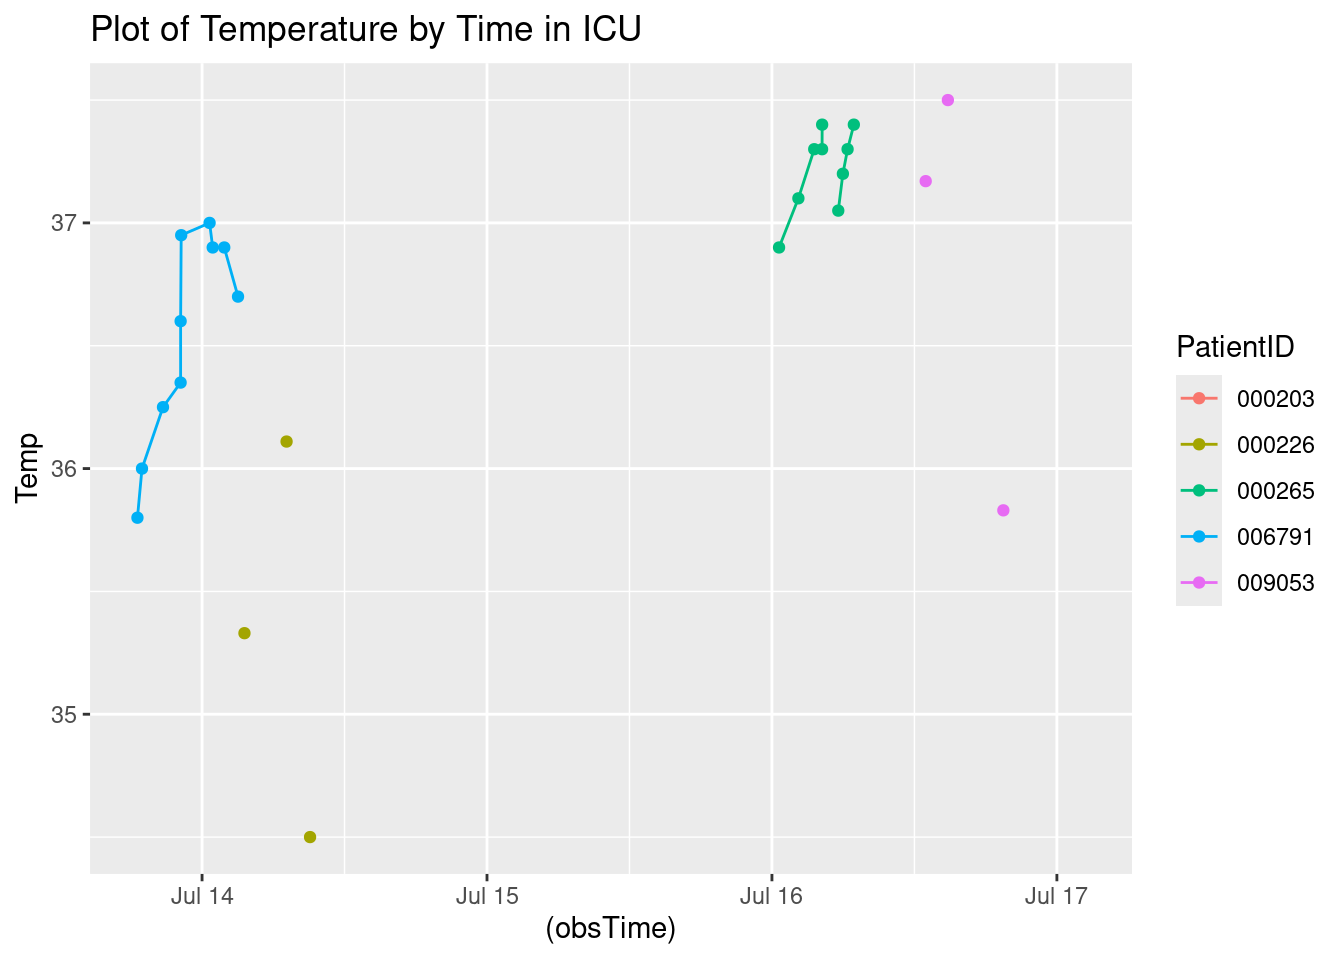 Plot of Temperature by Time in ICU
Temp
37
36
35
Jul 14
Jul 15
Jul 16
Jul 17
(obsTime)
PatientID
000203
000226
000265
006791
009053